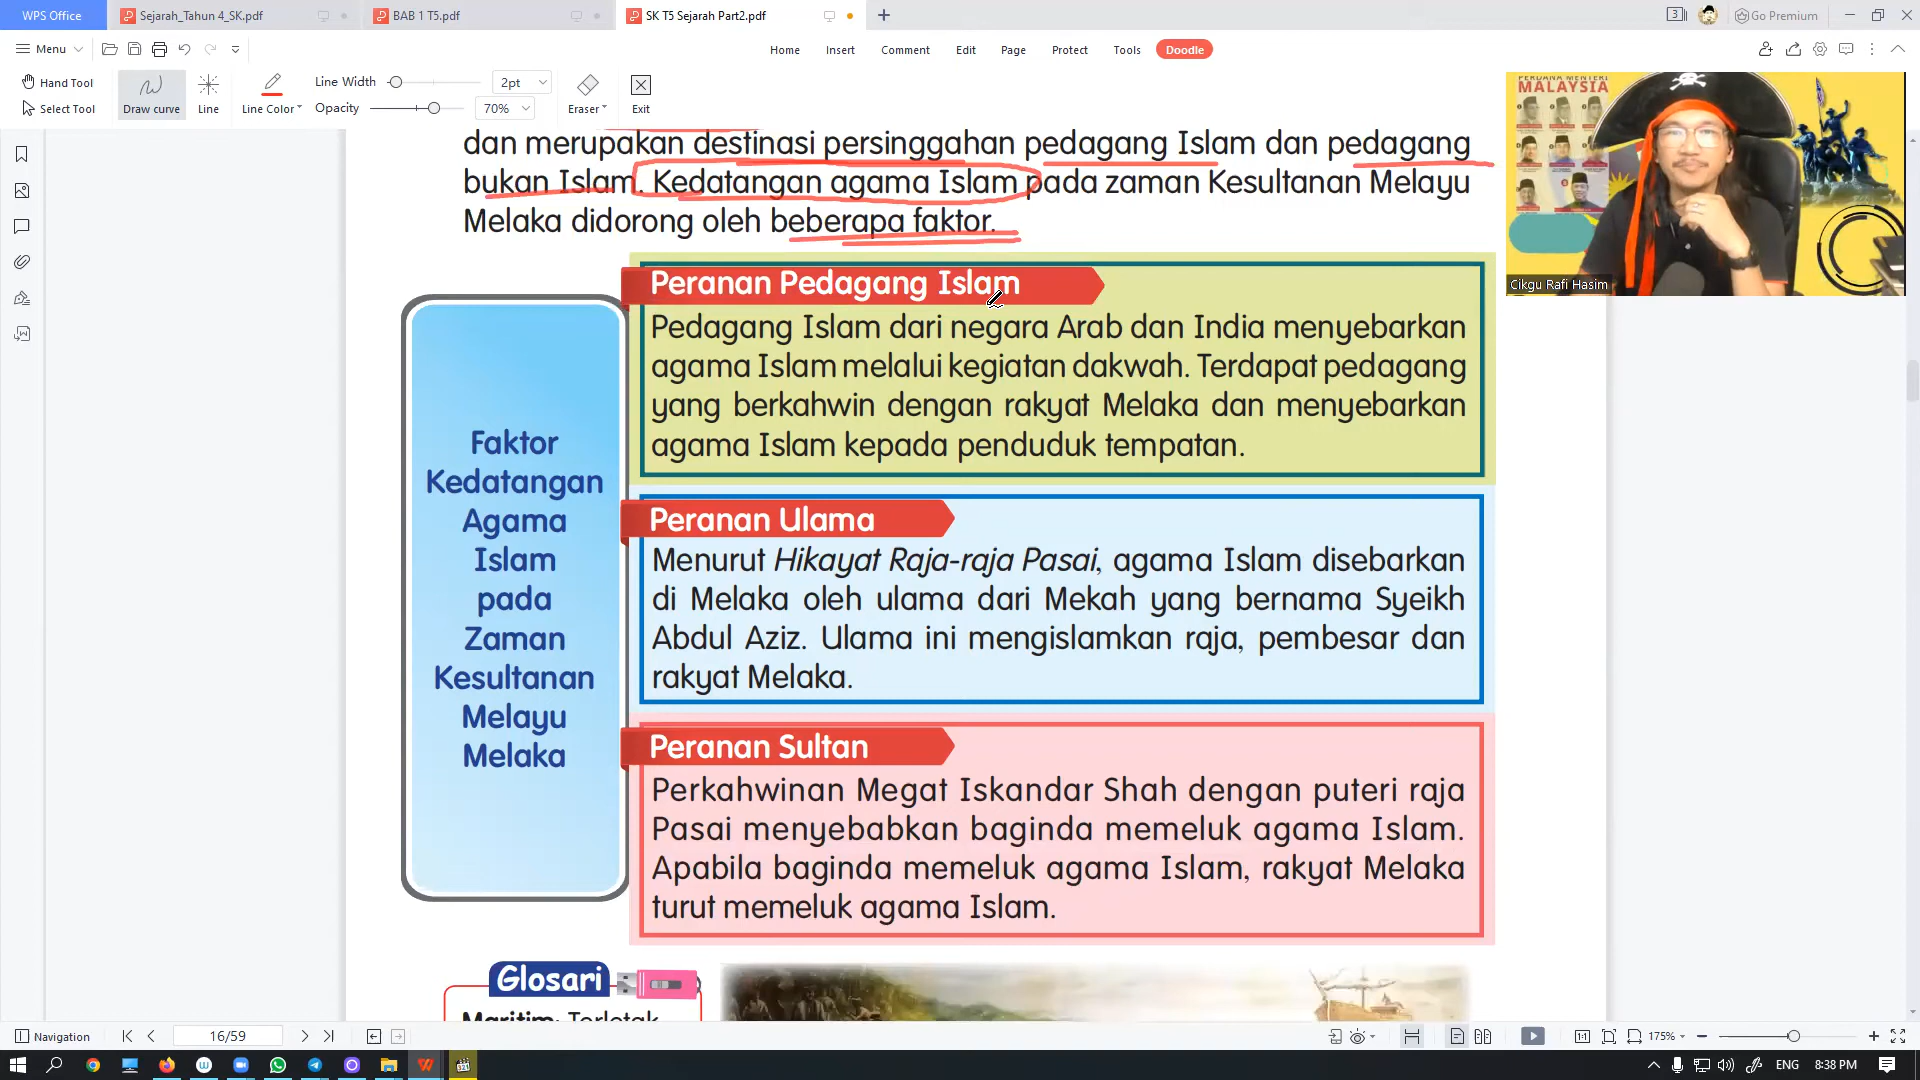 WPS Office
Sejarah_Tahun 4_SK.pdf
BAB 1 T5.pdf
SK T5 Sejarah Part2.pdf
3
Go Premium
Menu
Home
Insert
Comment
Edit
Page
Protect
Tools
Doodle
Hand Tool
Select Tool
Draw curve
Line
Line Color
Line Width
2pt
Opacity
70%
Eraser
Exit
PERDANA MENTERI
MALAYSIA
Cikgu Rafi Hasim
dan merupakan destinasi persinggahan pedagang Islam dan pedagang
bukan Islam. Kedatangan agama Islam pada zaman Kesultanan Melayu
Melaka didorong oleh beberapa faktor.
Faktor
Kedatangan
Agama
Islam
pada
Zaman
Kesultanan
Melayu
Melaka
Peranan Pedagang Islam
Pedagang Islam dari negara Arab dan India menyebarkan
agama Islam melalui kegiatan dakwah. Terdapat pedagang
yang berkahwin dengan rakyat Melaka dan menyebarkan
agama Islam kepada penduduk tempatan.
Peranan Ulama
Menurut Hikayat Raja-raja Pasai, agama Islam disebarkan
di Melaka oleh ulama dari Mekah yang bernama Syeikh
Abdul Aziz. Ulama ini mengislamkan raja, pembesar dan
rakyat Melaka.
Peranan Sultan
Perkahwinan Megat Iskandar Shah dengan puteri raja
Pasai menyebabkan baginda memeluk agama Islam.
Apabila baginda memeluk agama Islam, rakyat Melaka
turut memeluk agama Islam.
Glosari
Maritim: Terletak
Navigation
16/59
175%
ENG
8:38 PM